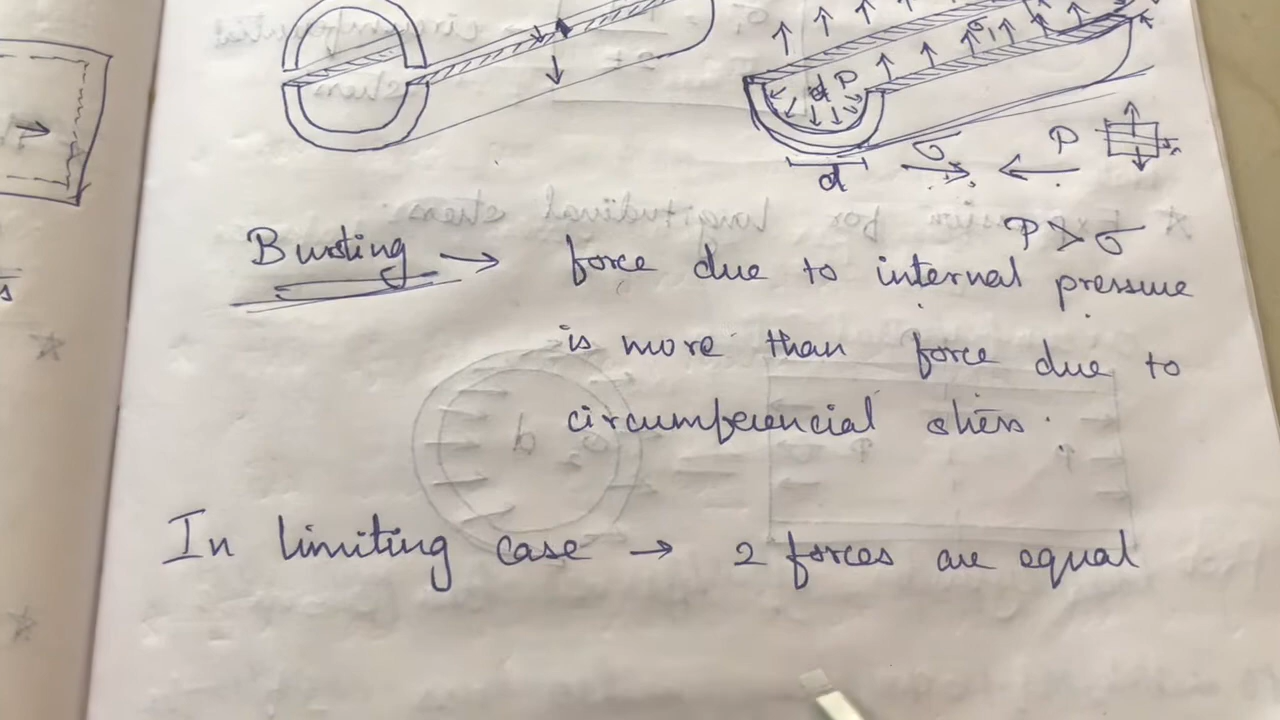 d P
σ₁
d
σ
P
P > σ
Bursting → force due to internal pressure
is more than force due to
circumferencial stress.
In limiting case → 2 forces are equal